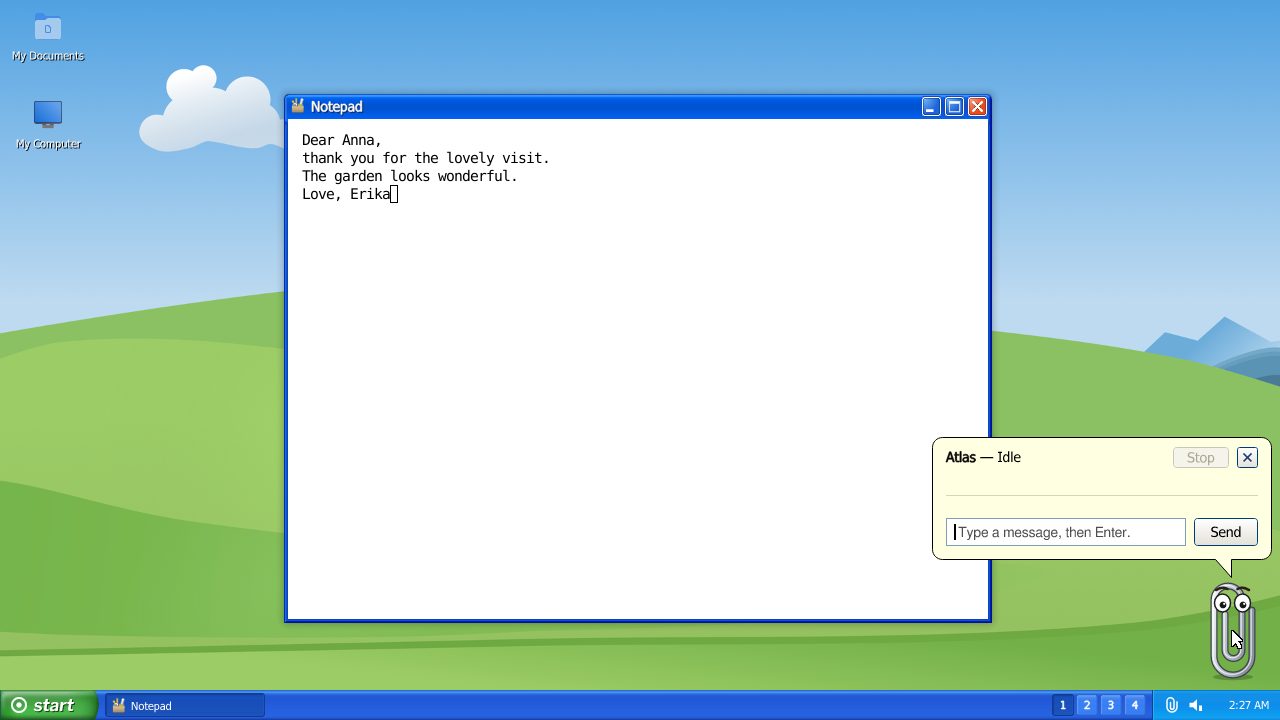 My Documents
My Computer
Notepad
Dear Anna,
thank you for the lovely visit.
The garden looks wonderful.
Love, Erika
Atlas — Idle
Stop
Type a message, then Enter.
Send
start
Notepad
1 2 3 4
2:27 AM